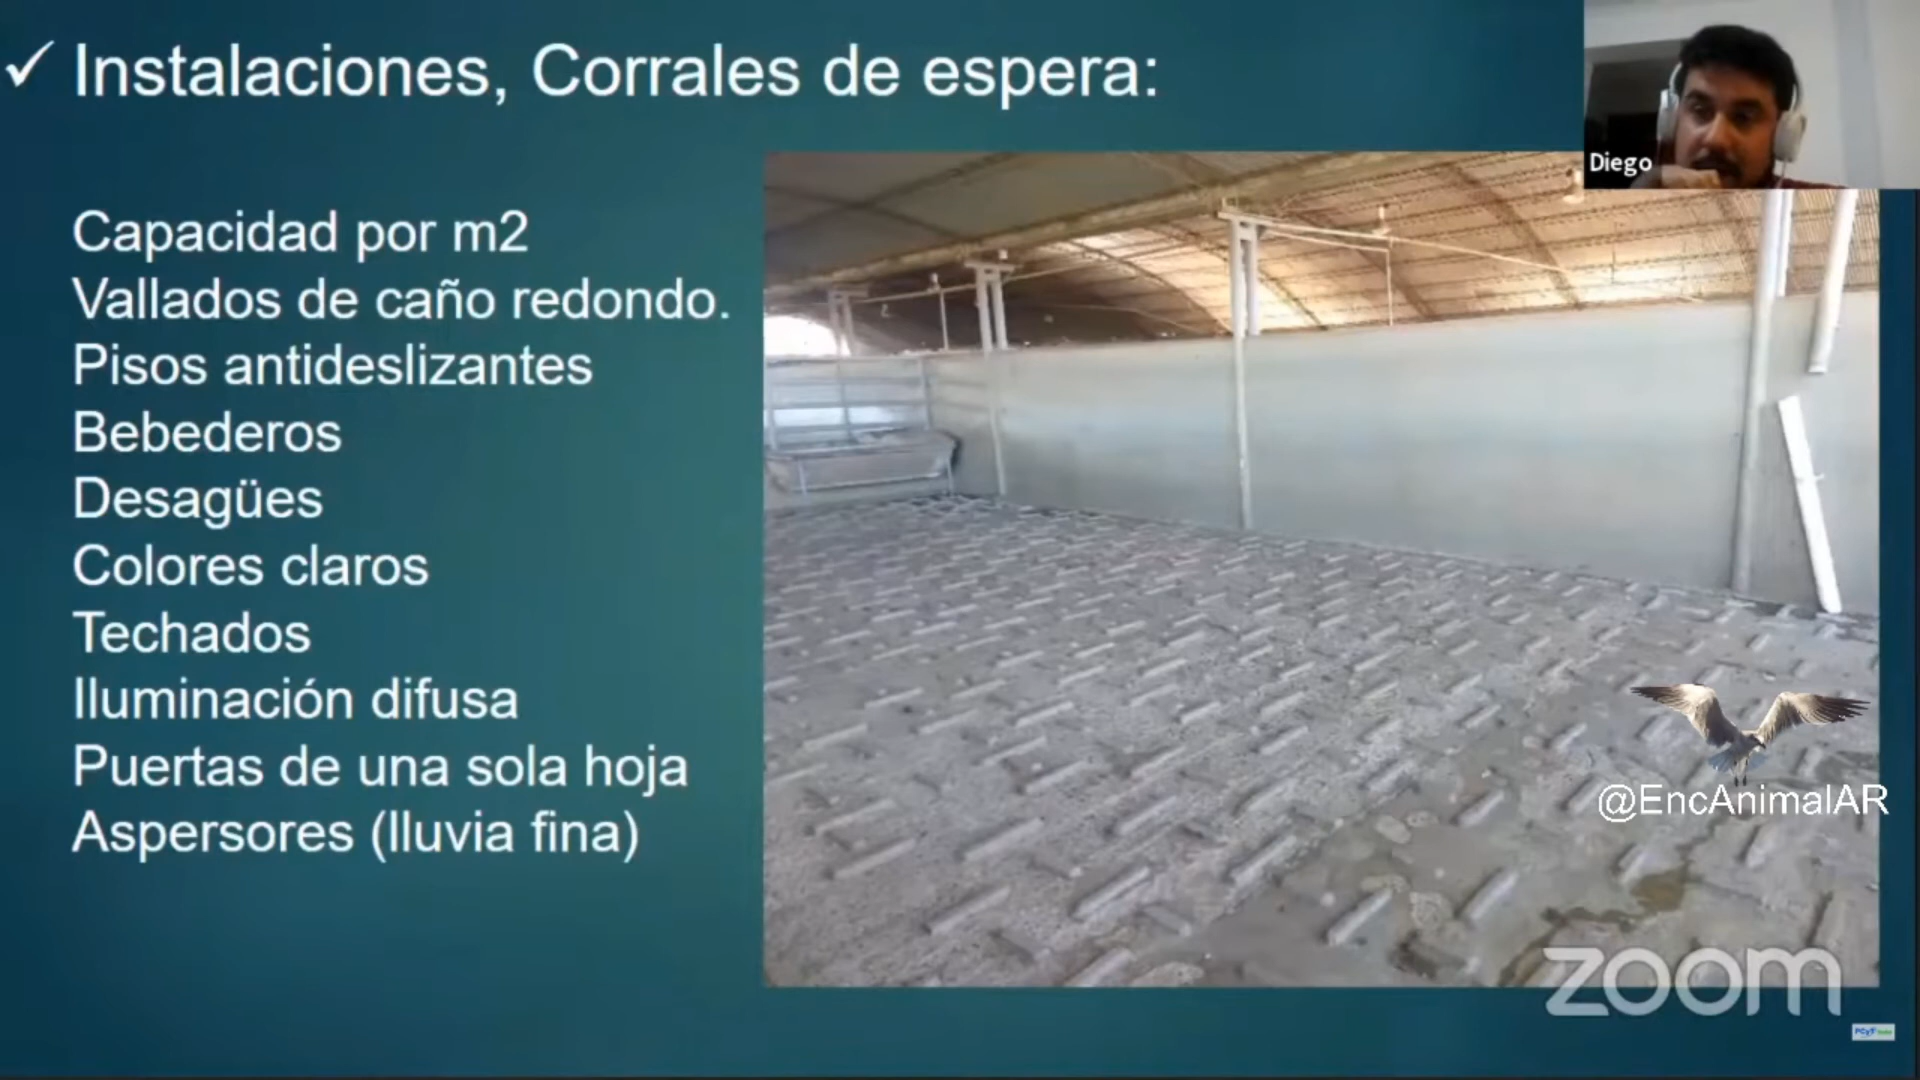 ✓ Instalaciones, Corrales de espera:
Diego
Capacidad por m2
Vallados de caño redondo.
Pisos antideslizantes
Bebederos
Desagües
Colores claros
Techados
Iluminación difusa
Puertas de una sola hoja
Aspersores (lluvia fina)
@EncAnimalAR
zoom